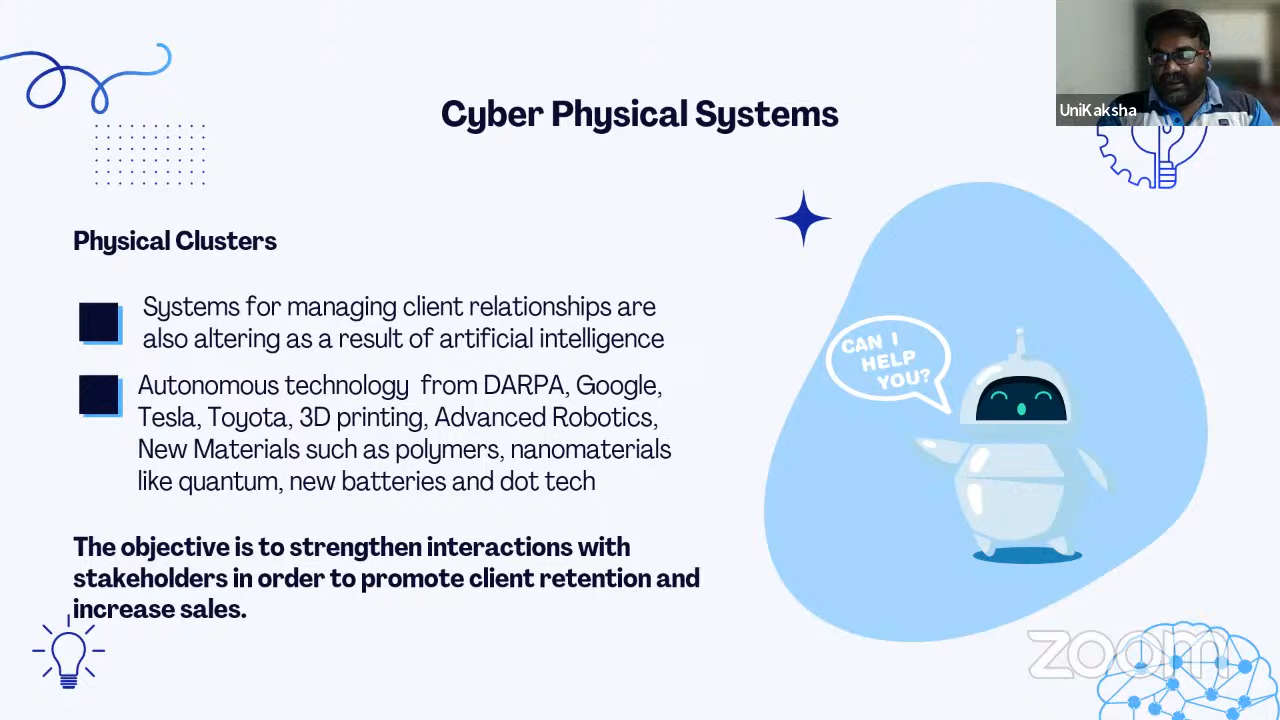 Cyber Physical Systems
UniKaksha
Physical Clusters
Systems for managing client relationships are
also altering as a result of artificial intelligence
Autonomous technology from DARPA, Google,
Tesla, Toyota, 3D printing, Advanced Robotics,
New Materials such as polymers, nanomaterials
like quantum, new batteries and dot tech
The objective is to strengthen interactions with
stakeholders in order to promote client retention and
increase sales.
CAN I
HELP
YOU?
zoom